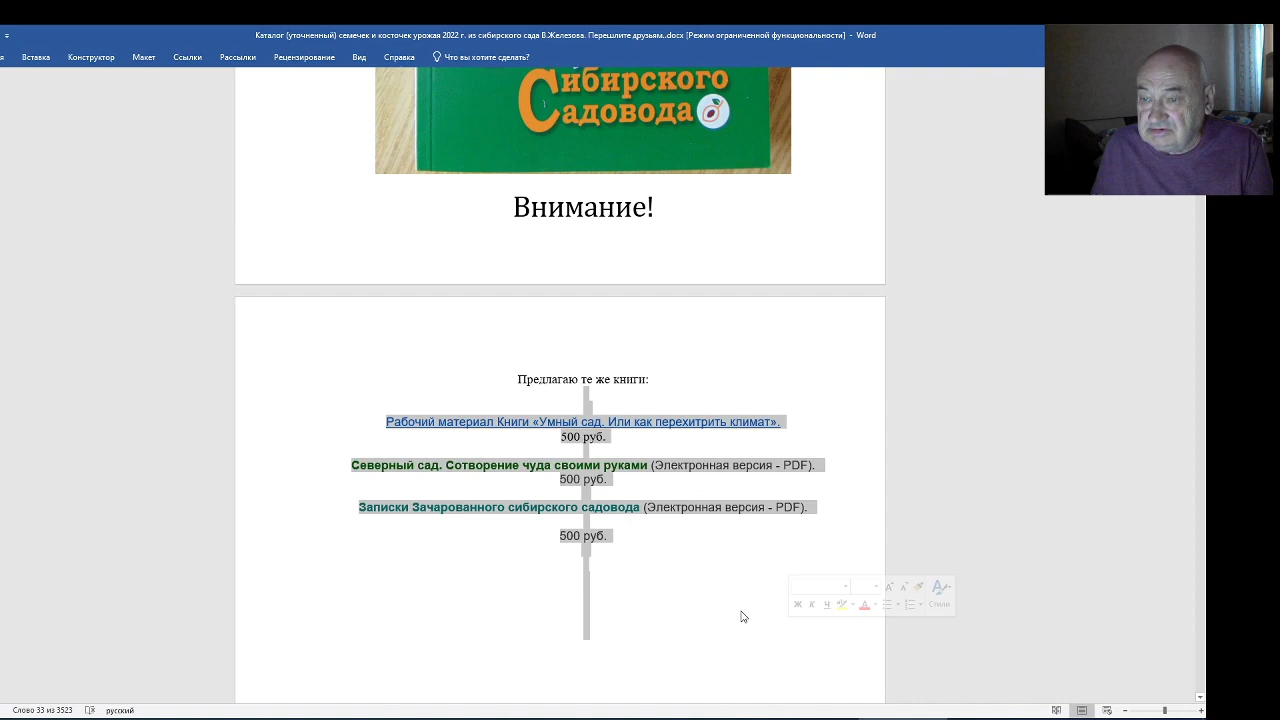 Каталог (уточненный) семечек и косточек урожая 2022 г. из сибирского сада В.Железова. Перешлите друзьям..docx [Режим ограниченной функциональности] - Word
я Вставка Конструктор Макет Ссылки Рассылки Рецензирование Вид Справка Что вы хотите сделать?
Сибирского
Садовода
Внимание!
Предлагаю те же книги:
Рабочий материал Книги «Умный сад. Или как перехитрить климат».
500 руб.
Северный сад. Сотворение чуда своими руками (Электронная версия - PDF).
500 руб.
Записки Зачарованного сибирского садовода (Электронная версия - PDF).
500 руб.
Ж К Ч Стили
Слово 33 из 3523 русский